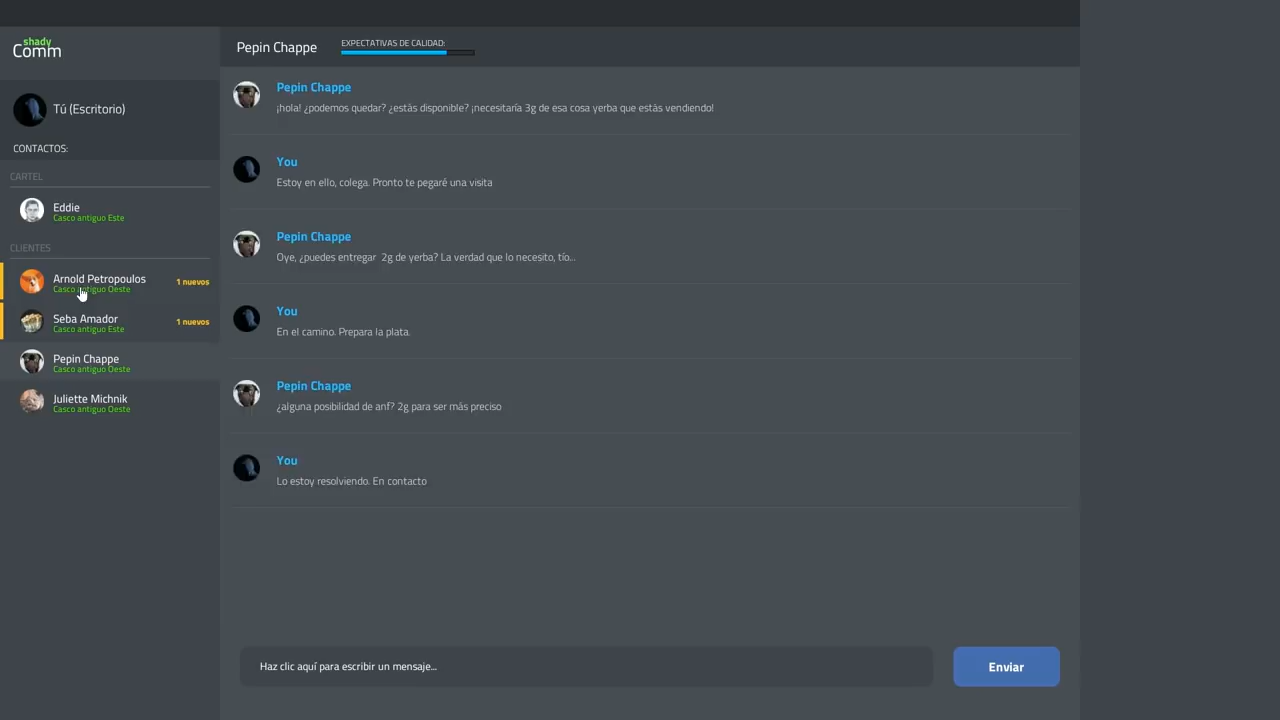 shady
Comm
Tú (Escritorio)
CONTACTOS:
CARTEL
Eddie
Casco antiguo Este
CLIENTES
Arnold Petropoulos
Casco antiguo Oeste
1 nuevos
Seba Amador
Casco antiguo Este
1 nuevos
Pepin Chappe
Casco antiguo Oeste
Juliette Michnik
Casco antiguo Oeste
Pepin Chappe
EXPECTATIVAS DE CALIDAD:
Pepin Chappe
¡hola! ¿podemos quedar? ¿estás disponible? ¡necesitaría 3g de esa cosa yerba que estás vendiendo!
You
Estoy en ello, colega. Pronto te pegaré una visita
Pepin Chappe
Oye, ¿puedes entregar 2g de yerba? La verdad que lo necesito, tío...
You
En el camino. Prepara la plata.
Pepin Chappe
¿alguna posibilidad de anf? 2g para ser más preciso
You
Lo estoy resolviendo. En contacto
Haz clic aquí para escribir un mensaje...
Enviar